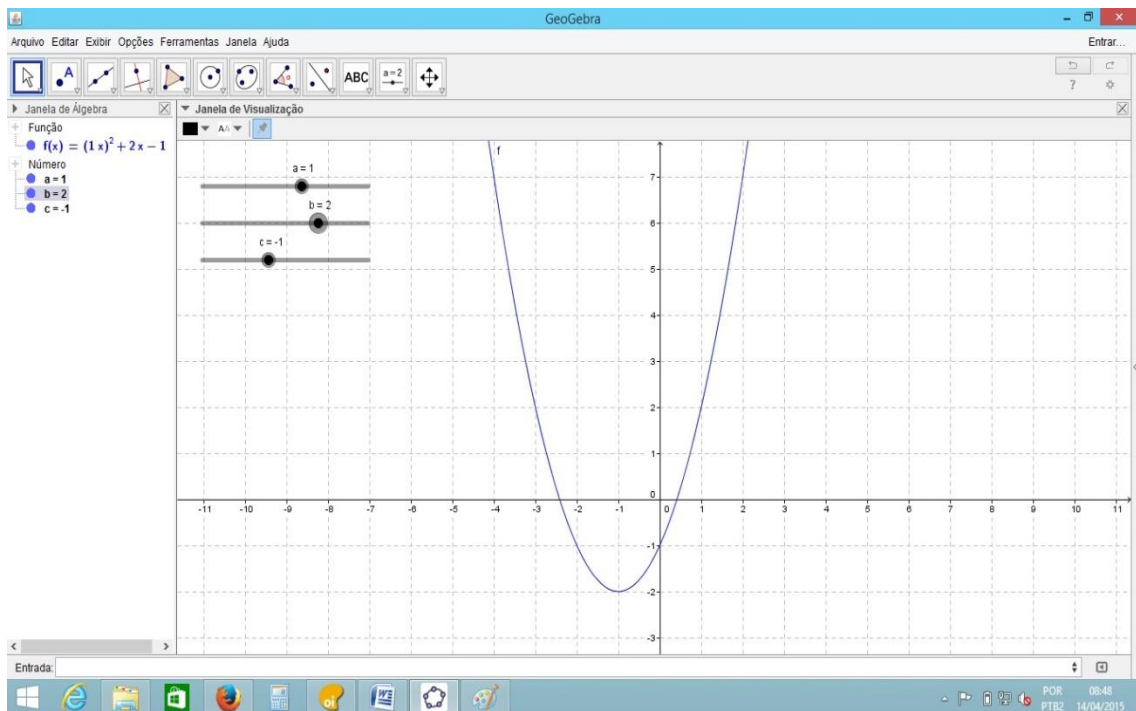 GeoGebra
Arquivo Editar Exibir Opções Ferramentas Janela Ajuda
Entrar...
A
ABC
a=2
?
Janela de Álgebra
Janela de Visualização
Função
f(x) = (1 x)² + 2 x − 1
Número
a = 1
b = 2
c = -1
AA
f
a = 1
b = 2
c = -1
7
6
5
4
3
2
1
0
-1
-2
-3
-11 -10 -9 -8 -7 -6 -5 -4 -3 -2 -1 0 1 2 3 4 5 6 7 8 9 10 11
Entrada:
oi
W
POR
PTB2
08:48
14/04/2015